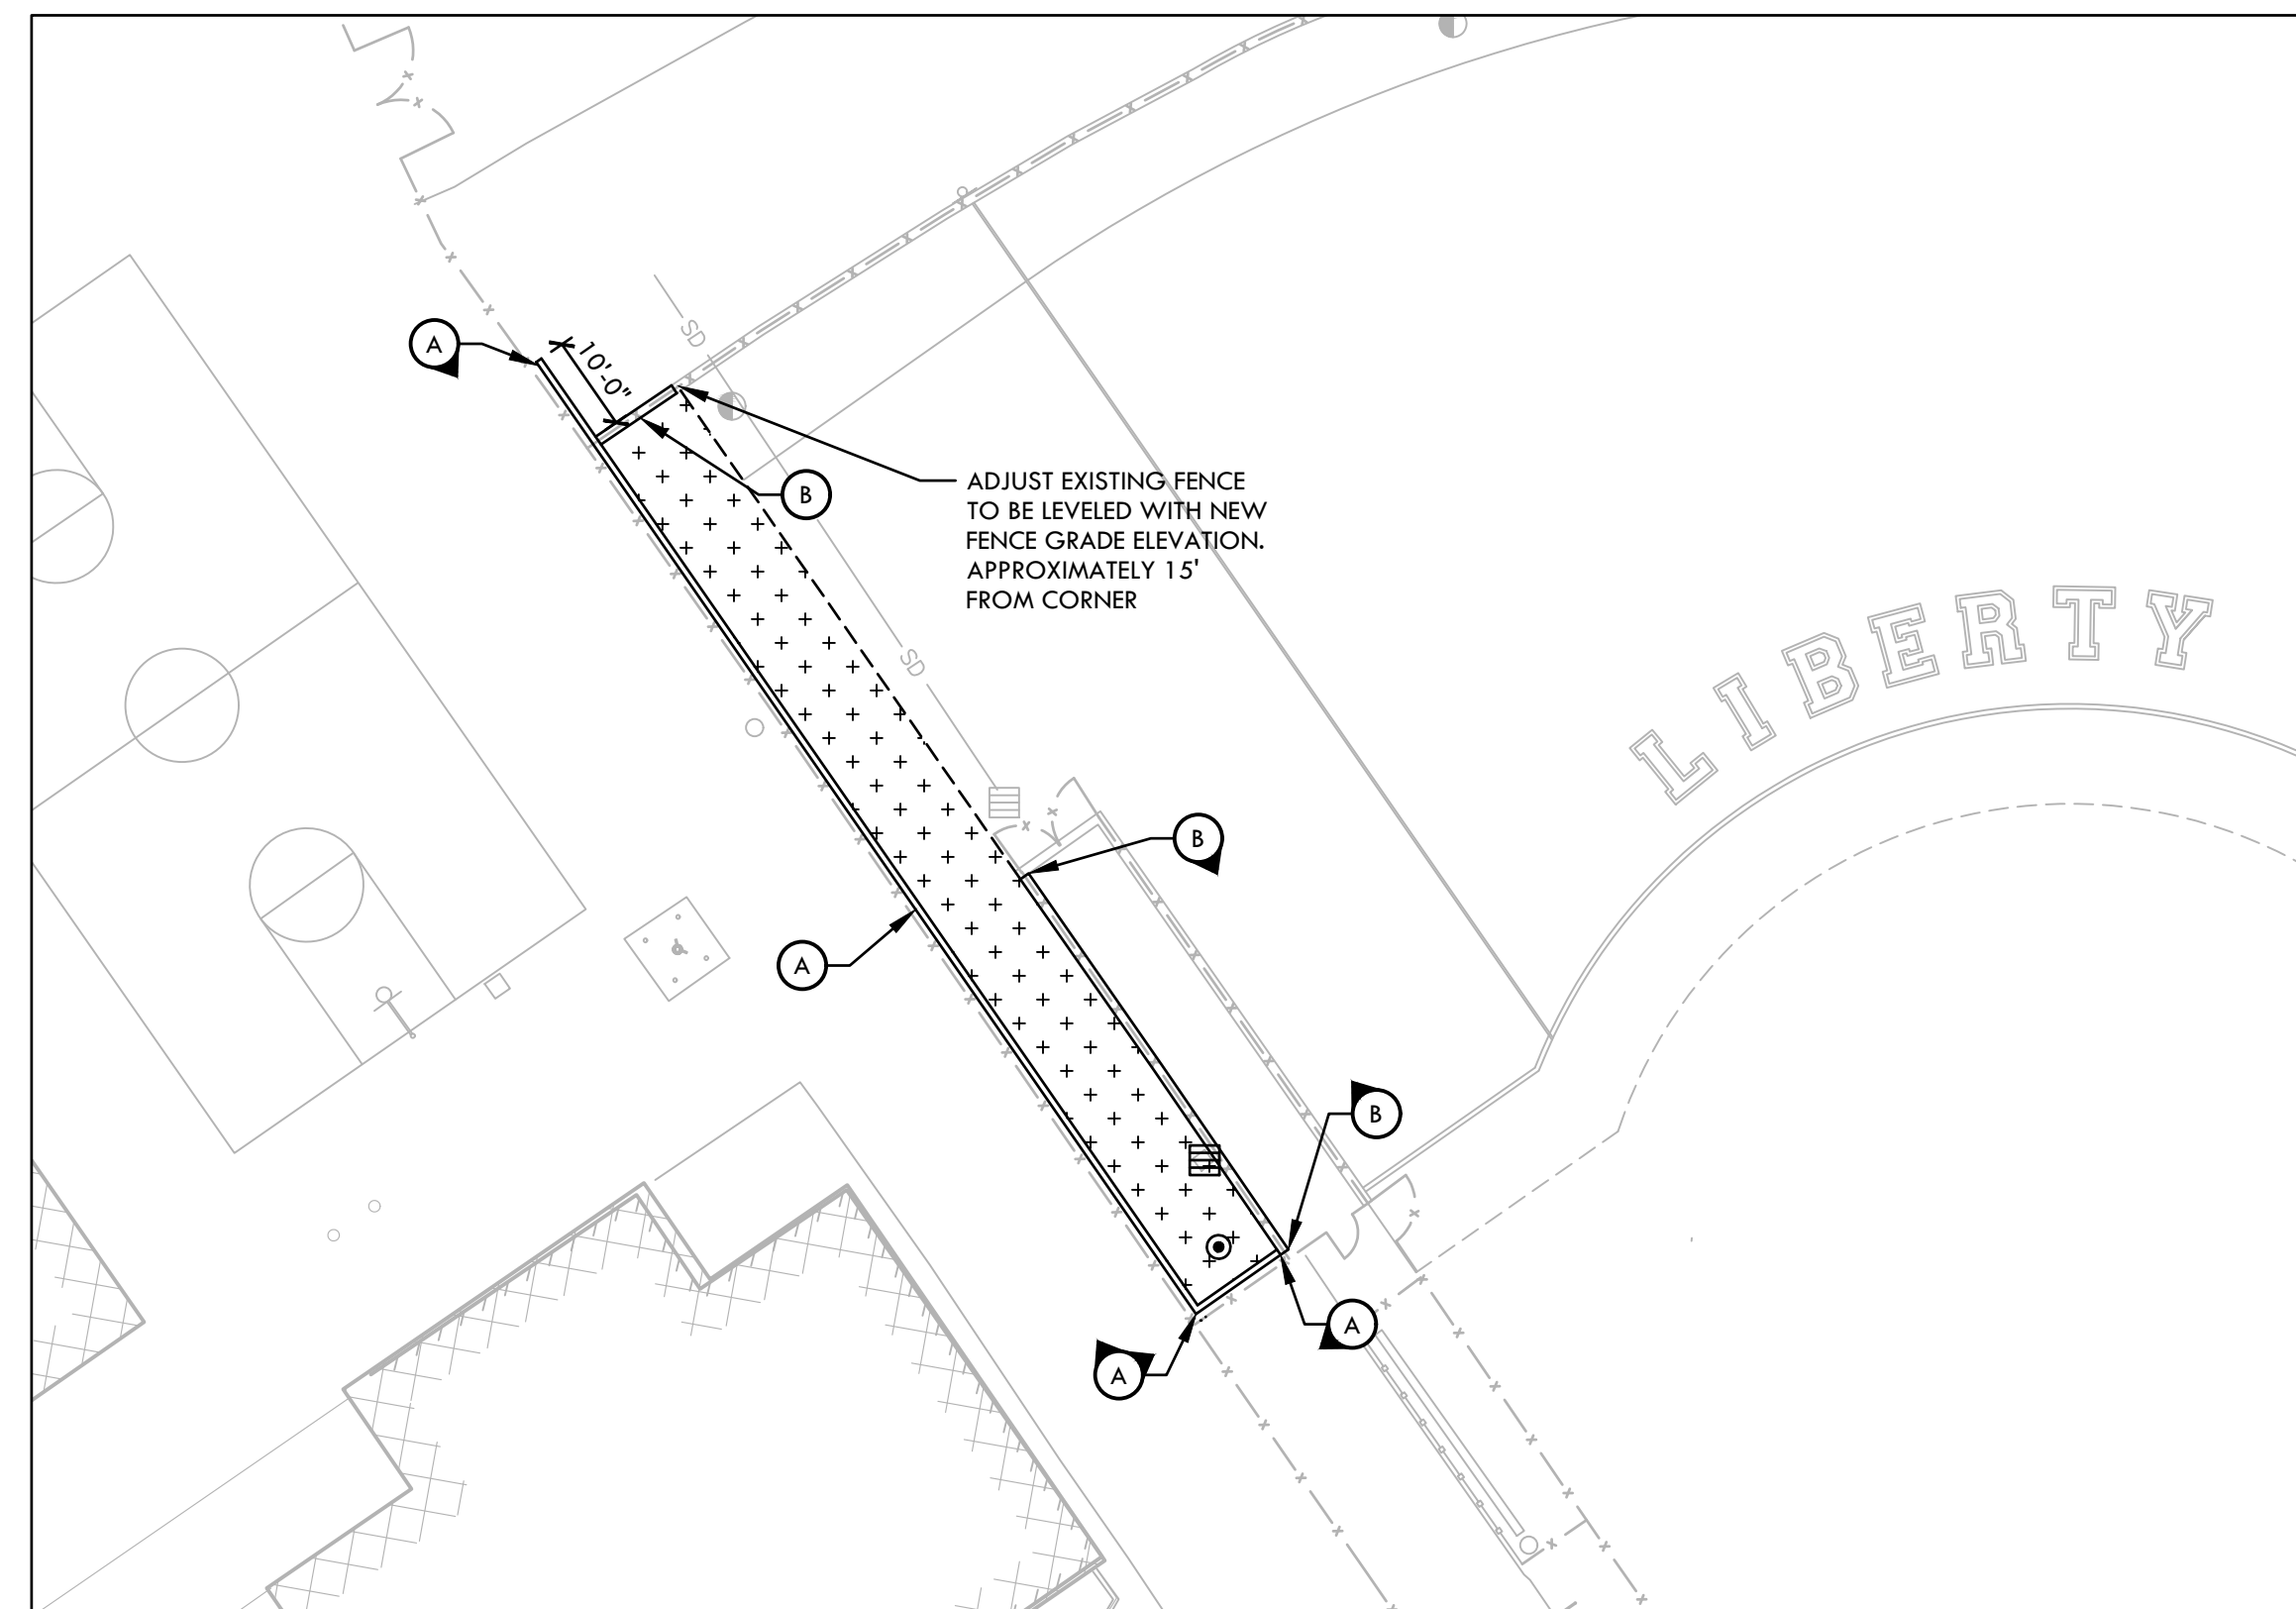 SD
A
10'-0"
B
ADJUST EXISTING FENCE
TO BE LEVELED WITH NEW
FENCE GRADE ELEVATION.
APPROXIMATELY 15'
FROM CORNER
LIBERTY
SD
B
A
B
A
A